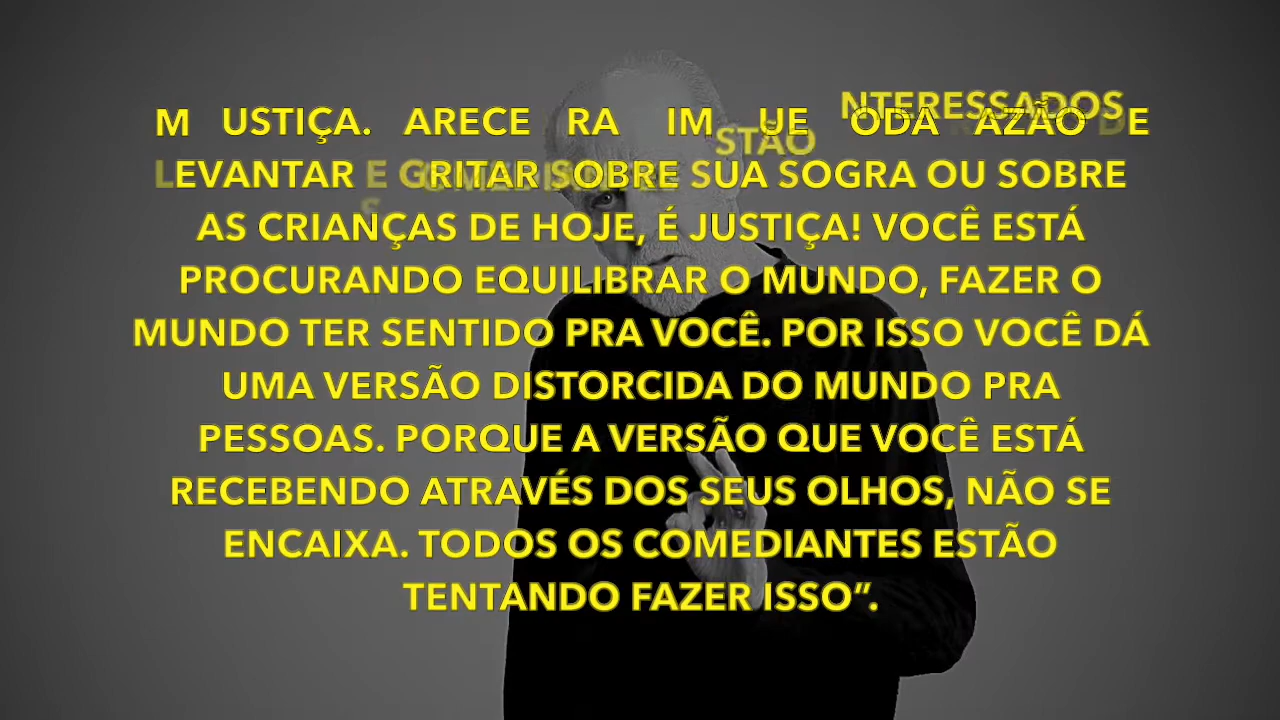 M USTIÇA. ARECE RA IM UE ODA AZÃO E
NTERESSADOS
STÃO
LEVANTAR E GRITAR SOBRE SUA SOGRA OU SOBRE
AS CRIANÇAS DE HOJE, É JUSTIÇA! VOCÊ ESTÁ
PROCURANDO EQUILIBRAR O MUNDO, FAZER O
MUNDO TER SENTIDO PRA VOCÊ. POR ISSO VOCÊ DÁ
UMA VERSÃO DISTORCIDA DO MUNDO PRA
PESSOAS. PORQUE A VERSÃO QUE VOCÊ ESTÁ
RECEBENDO ATRAVÉS DOS SEUS OLHOS, NÃO SE
ENCAIXA. TODOS OS COMEDIANTES ESTÃO
TENTANDO FAZER ISSO”.